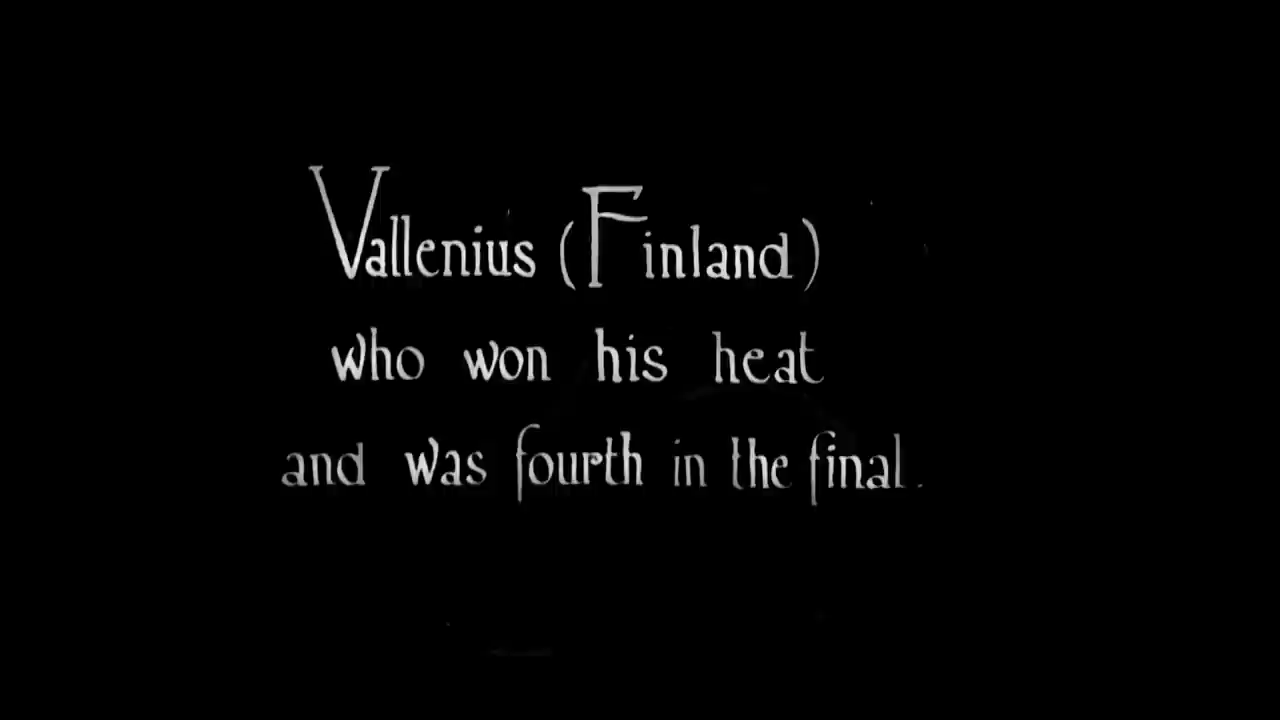 Vallenius (Finland)
who won his heat
and was fourth in the final.